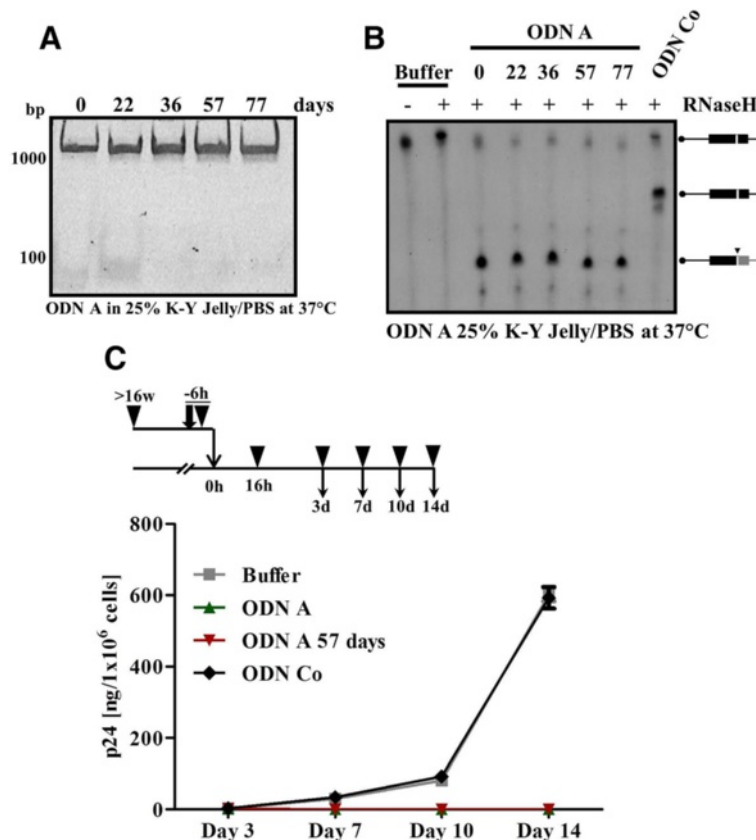 A
bp 0 22 36 57 77 days
1000
100
ODN A in 25% K-Y Jelly/PBS at 37°C
B
ODN A
ODN Co
Buffer 0 22 36 57 77
- + + + + + + + RNaseH
ODN A 25% K-Y Jelly/PBS at 37°C
C
>16w -6h
0h 16h 3d 7d 10d 14d
p24 [ng/1x10⁶ cells]
800
600
400
200
0
Buffer
ODN A
ODN A 57 days
ODN Co
Day 3 Day 7 Day 10 Day 14